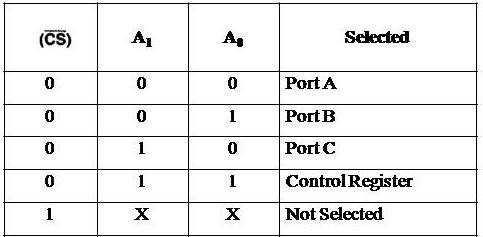 (C̅S̅) A₁ A₀ Selected
0 0 0 Port A
0 0 1 Port B
0 1 0 Port C
0 1 1 Control Register
1 X X Not Selected